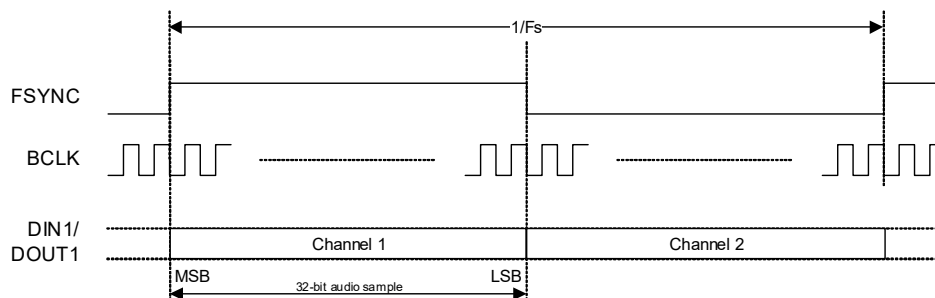 1/Fs
FSYNC
BCLK
DIN1/
DOUT1
Channel 1
Channel 2
MSB
LSB
32-bit audio sample